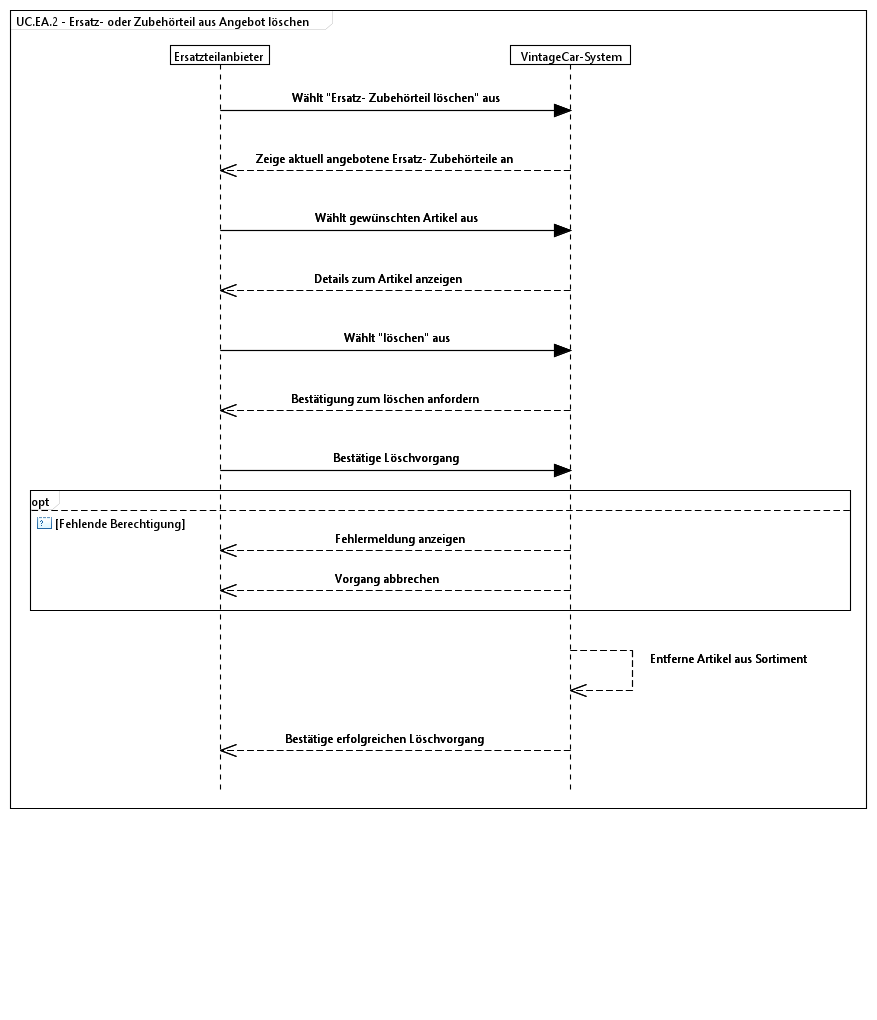 UC.EA.2 - Ersatz- oder Zubehörteil aus Angebot löschen
Ersatzteilanbieter
VintageCar-System
Wählt "Ersatz- Zubehörteil löschen" aus
Zeige aktuell angebotene Ersatz- Zubehörteile an
Wählt gewünschten Artikel aus
Details zum Artikel anzeigen
Wählt "löschen" aus
Bestätigung zum löschen anfordern
Bestätige Löschvorgang
opt
? [Fehlende Berechtigung]
Fehlermeldung anzeigen
Vorgang abbrechen
Entferne Artikel aus Sortiment
Bestätige erfolgreichen Löschvorgang